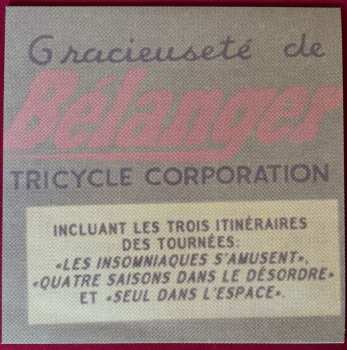 Gracieuseté de
Bélanger
TRICYCLE CORPORATION
INCLUANT LES TROIS ITINÉRAIRES
DES TOURNÉES:
«LES INSOMNIAQUES S'AMUSENT»,
«QUATRE SAISONS DANS LE DÉSORDRE»
ET «SEUL DANS L'ESPACE».